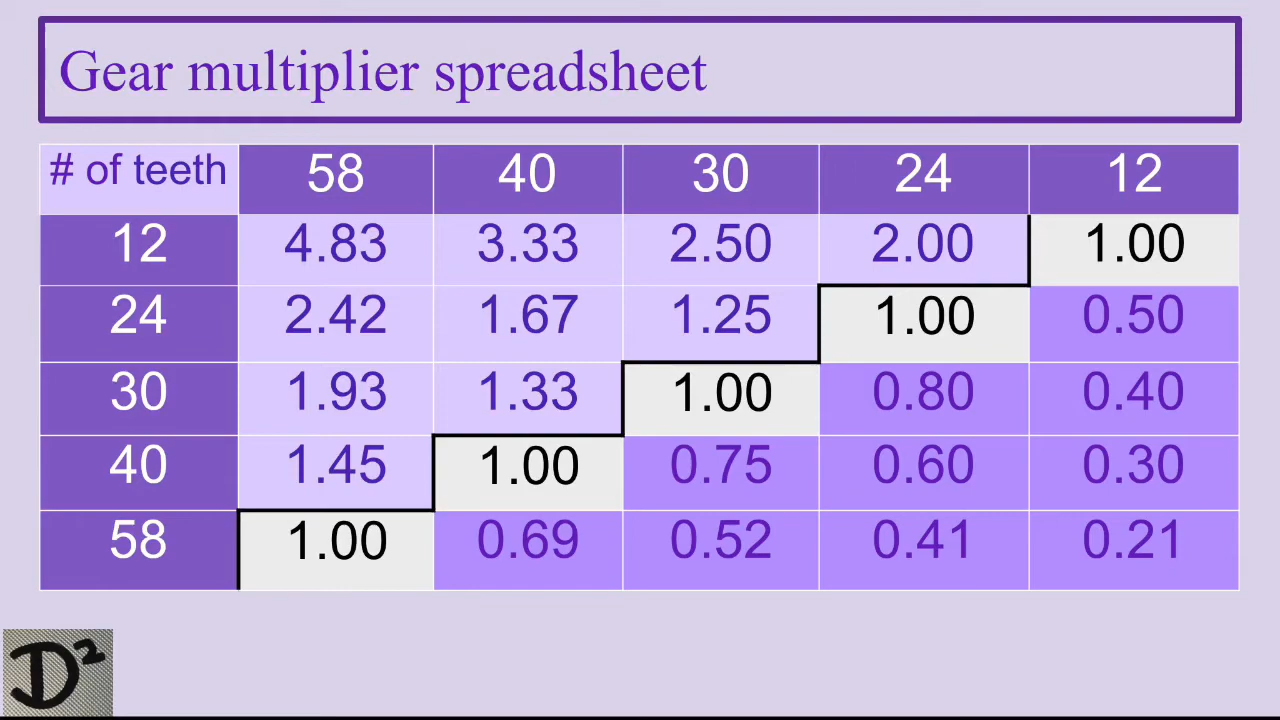 Gear multiplier spreadsheet
# of teeth 58 40 30 24 12
12 4.83 3.33 2.50 2.00 1.00
24 2.42 1.67 1.25 1.00 0.50
30 1.93 1.33 1.00 0.80 0.40
40 1.45 1.00 0.75 0.60 0.30
58 1.00 0.69 0.52 0.41 0.21
D²